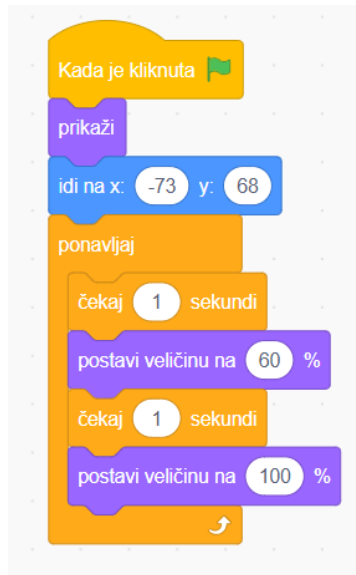 Kada je kliknuta
prikaži
idi na x: -73 y: 68
ponavljaj
čekaj 1 sekundi
postavi veličinu na 60 %
čekaj 1 sekundi
postavi veličinu na 100 %